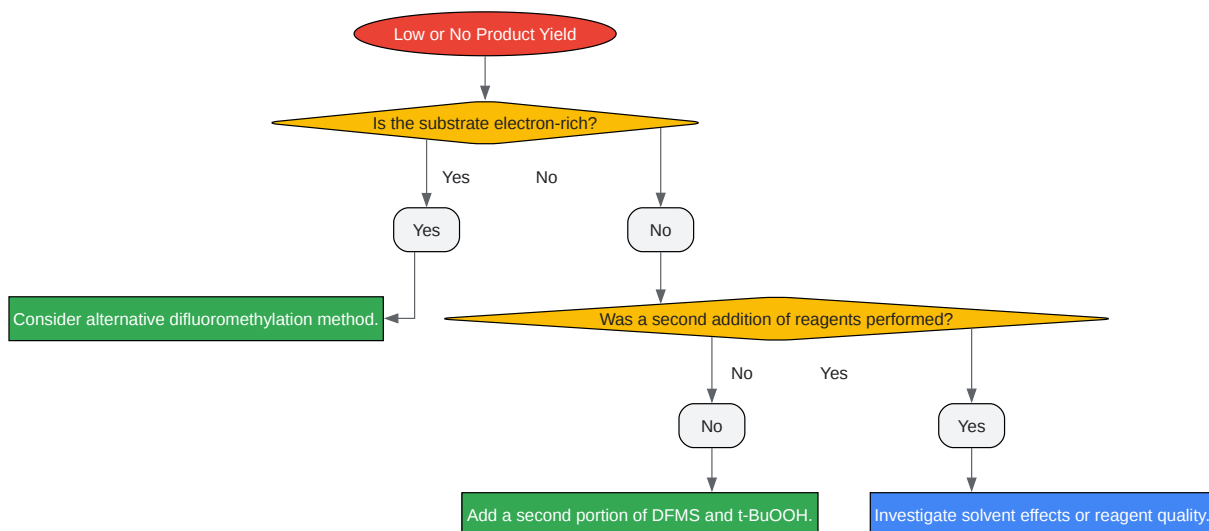 Low or No Product Yield
Is the substrate electron-rich?
Yes
No
Yes
No
Consider alternative difluoromethylation method.
Was a second addition of reagents performed?
No
Yes
No
Yes
Add a second portion of DFMS and t-BuOOH.
Investigate solvent effects or reagent quality.